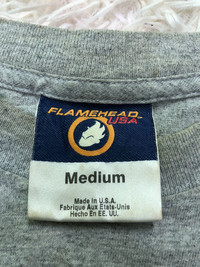 FLAMEHEAD
USA
Medium
Made In U.S.A.
Fabrique Aux Etats-Unis
Hecho En EE. UU.